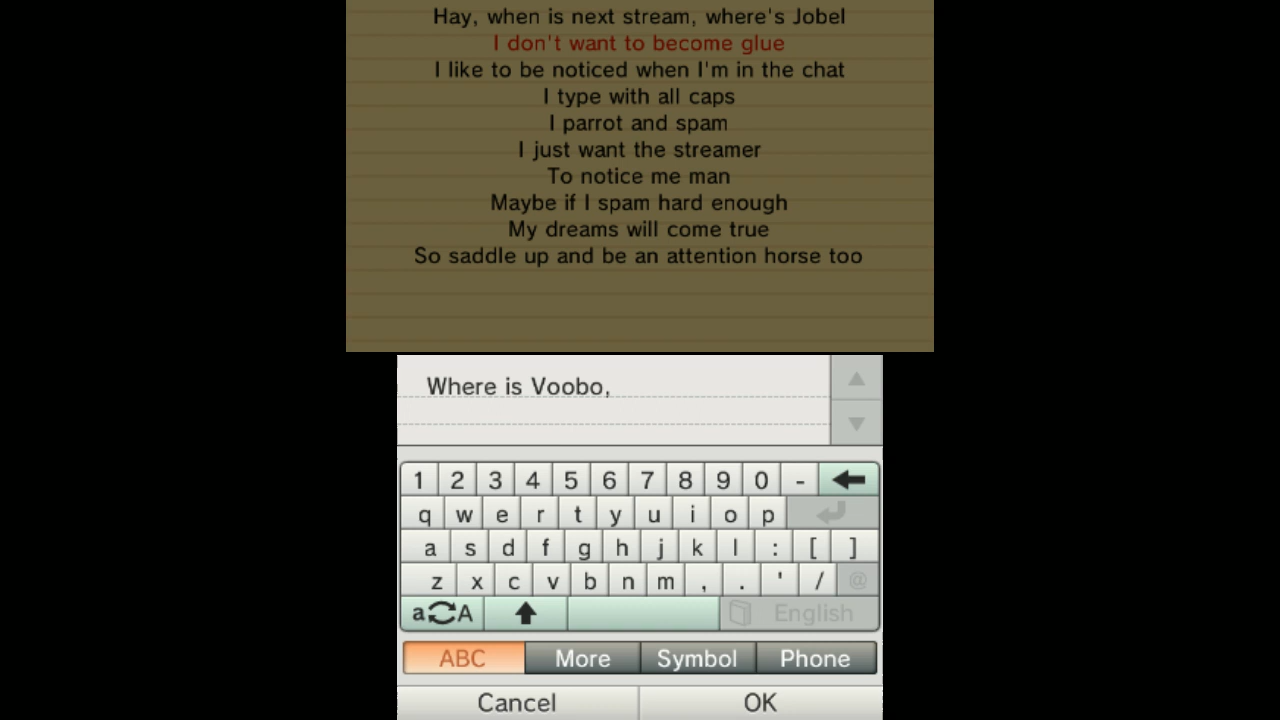 Hay, when is next stream, where's Jobel
I don't want to become glue
I like to be noticed when I'm in the chat
I type with all caps
I parrot and spam
I just want the streamer
To notice me man
Maybe if I spam hard enough
My dreams will come true
So saddle up and be an attention horse too
Where is Voobo,
1 2 3 4 5 6 7 8 9 0 -
q w e r t y u i o p
a s d f g h j k l : [ ]
z x c v b n m , . ' / @
a A English
ABC More Symbol Phone
Cancel OK